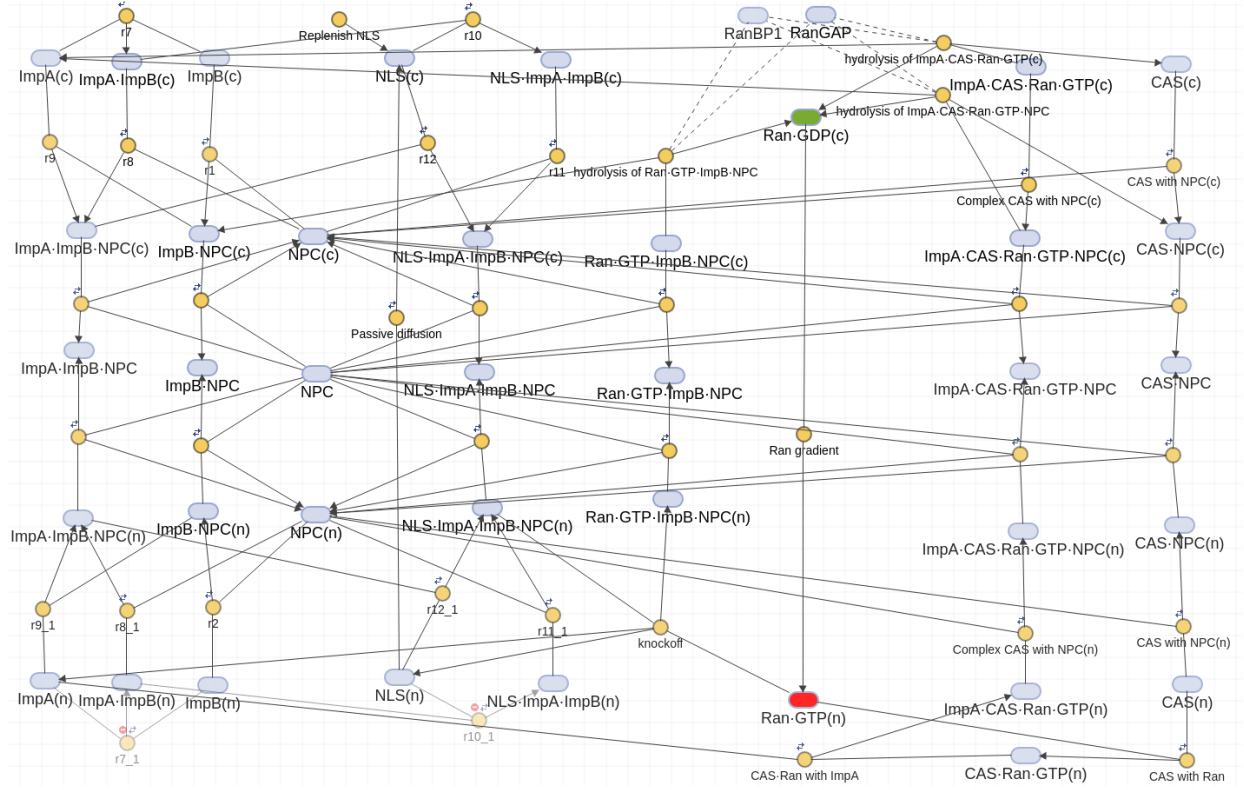 r7
Replenish NLS
r10
RanBP1
RanGAP
hydrolysis of ImpA·CAS·Ran·GTP(c)
ImpA(c)
ImpA·ImpB(c)
ImpB(c)
NLS(c)
NLS·ImpA·ImpB(c)
ImpA·CAS·Ran·GTP(c)
CAS(c)
hydrolysis of ImpA·CAS·Ran·GTP·NPC
Ran·GDP(c)
r9
r8
r1
r12
r11
hydrolysis of Ran·GTP·ImpB·NPC
Complex CAS with NPC(c)
CAS with NPC(c)
ImpA·ImpB·NPC(c)
ImpB·NPC(c)
NPC(c)
NLS·ImpA·ImpB·NPC(c)
Ran·GTP·ImpB·NPC(c)
ImpA·CAS·Ran·GTP·NPC(c)
CAS·NPC(c)
Passive diffusion
ImpA·ImpB·NPC
ImpB·NPC
NPC
NLS·ImpA·ImpB·NPC
Ran·GTP·ImpB·NPC
ImpA·CAS·Ran·GTP·NPC
CAS·NPC
Ran gradient
ImpA·ImpB·NPC(n)
ImpB·NPC(n)
NPC(n)
NLS·ImpA·ImpB·NPC(n)
Ran·GTP·ImpB·NPC(n)
ImpA·CAS·Ran·GTP·NPC(n)
CAS·NPC(n)
r9_1
r8_1
r2
r12_1
r11_1
knockoff
Complex CAS with NPC(n)
CAS with NPC(n)
ImpA(n)
ImpA·ImpB(n)
ImpB(n)
NLS(n)
NLS·ImpA·ImpB(n)
Ran·GTP(n)
ImpA·CAS·Ran·GTP(n)
CAS(n)
r7_1
r10_1
CAS·Ran with ImpA
CAS·Ran·GTP(n)
CAS with Ran